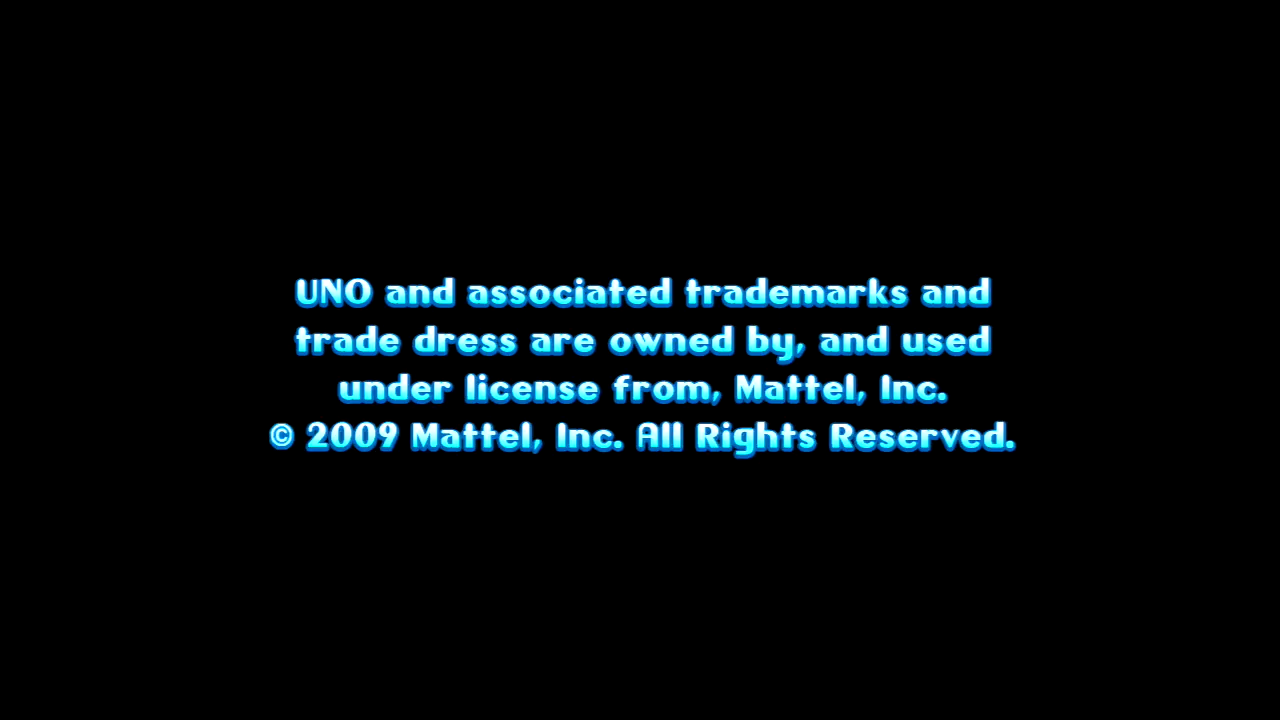 UNO and associated trademarks and
trade dress are owned by, and used
under license from, Mattel, Inc.
© 2009 Mattel, Inc. All Rights Reserved.